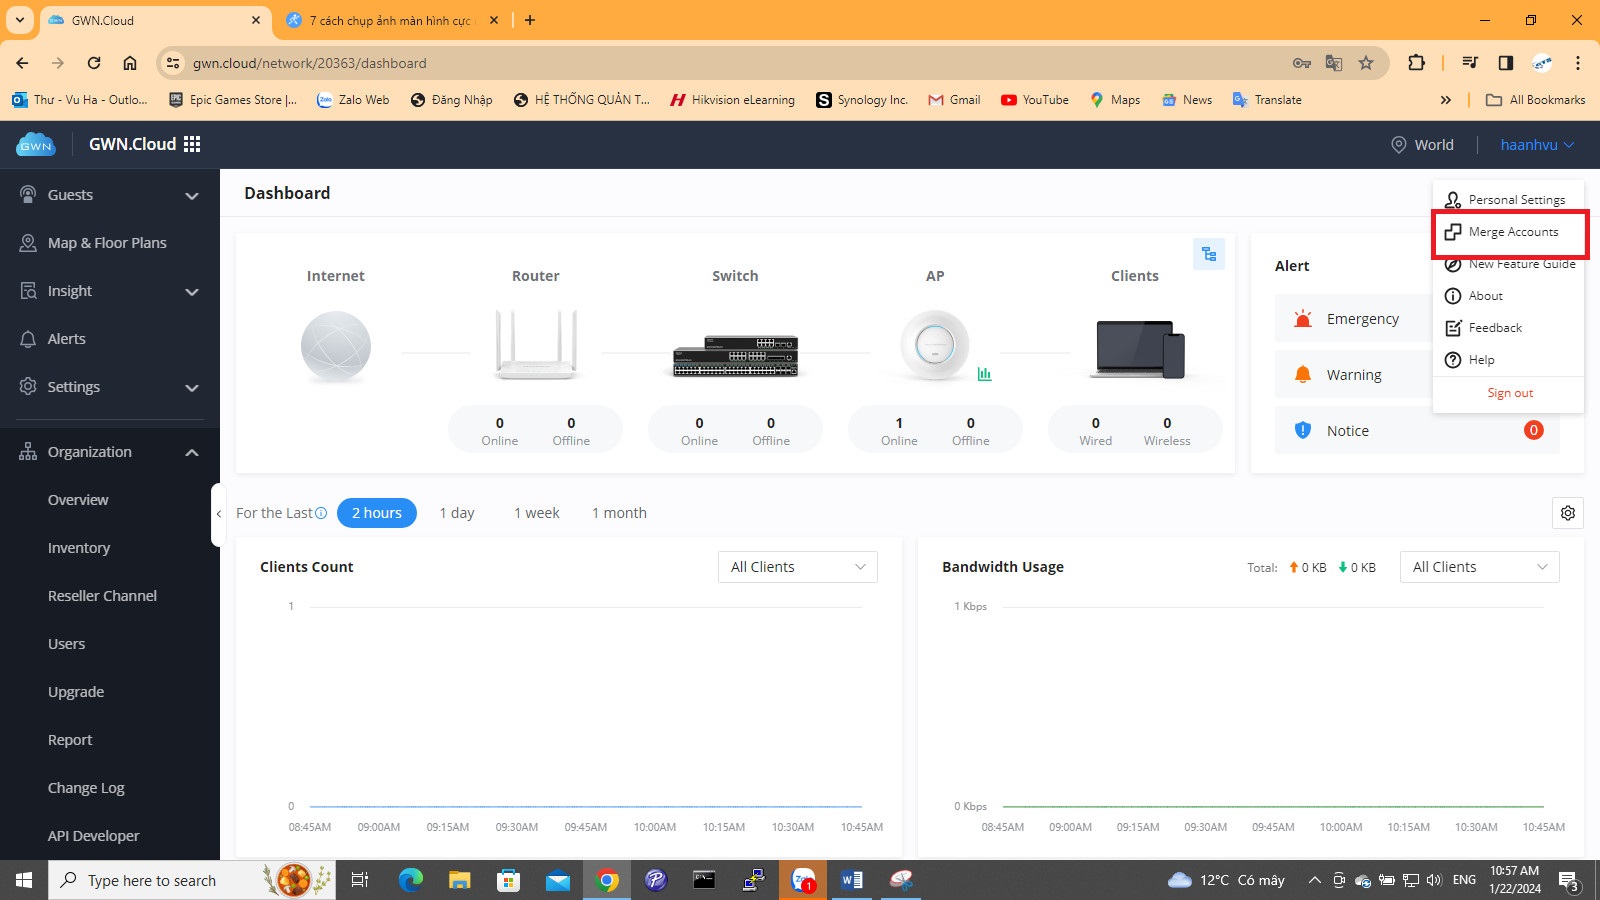 GWN.Cloud
7 cách chụp ảnh màn hình cực
gwn.cloud/network/20363/dashboard
Thư - Vu Ha - Outlo...
EPIC GAMES
Epic Games Store |...
Zalo
Zalo Web
Đăng Nhập
HỆ THỐNG QUẢN T...
Hikvision eLearning
S
Synology Inc.
Gmail
YouTube
Maps
News
Translate
»
All Bookmarks
GWN
GWN.Cloud
World
haanhvu
Guests
Map & Floor Plans
Insight
Alerts
Settings
Organization
Overview
Inventory
Reseller Channel
Users
Upgrade
Report
Change Log
API Developer
Dashboard
Personal Settings
Merge Accounts
New Feature Guide
About
Feedback
Help
Sign out
Internet
Router
Switch
AP
Clients
0 0
Online Offline
0 0
Online Offline
1 0
Online Offline
0 0
Wired Wireless
Alert
Emergency
Warning
Notice
0
For the Last
2 hours
1 day
1 week
1 month
Clients Count
All Clients
1
0
08:45AM 09:00AM 09:15AM 09:30AM 09:45AM 10:00AM 10:15AM 10:30AM 10:45AM
Bandwidth Usage
Total: 0 KB 0 KB
All Clients
1 Kbps
0 Kbps
08:45AM 09:00AM 09:15AM 09:30AM 09:45AM 10:00AM 10:15AM 10:30AM 10:45AM
Type here to search
1
12°C Có mây
ENG
10:57 AM
1/22/2024
3